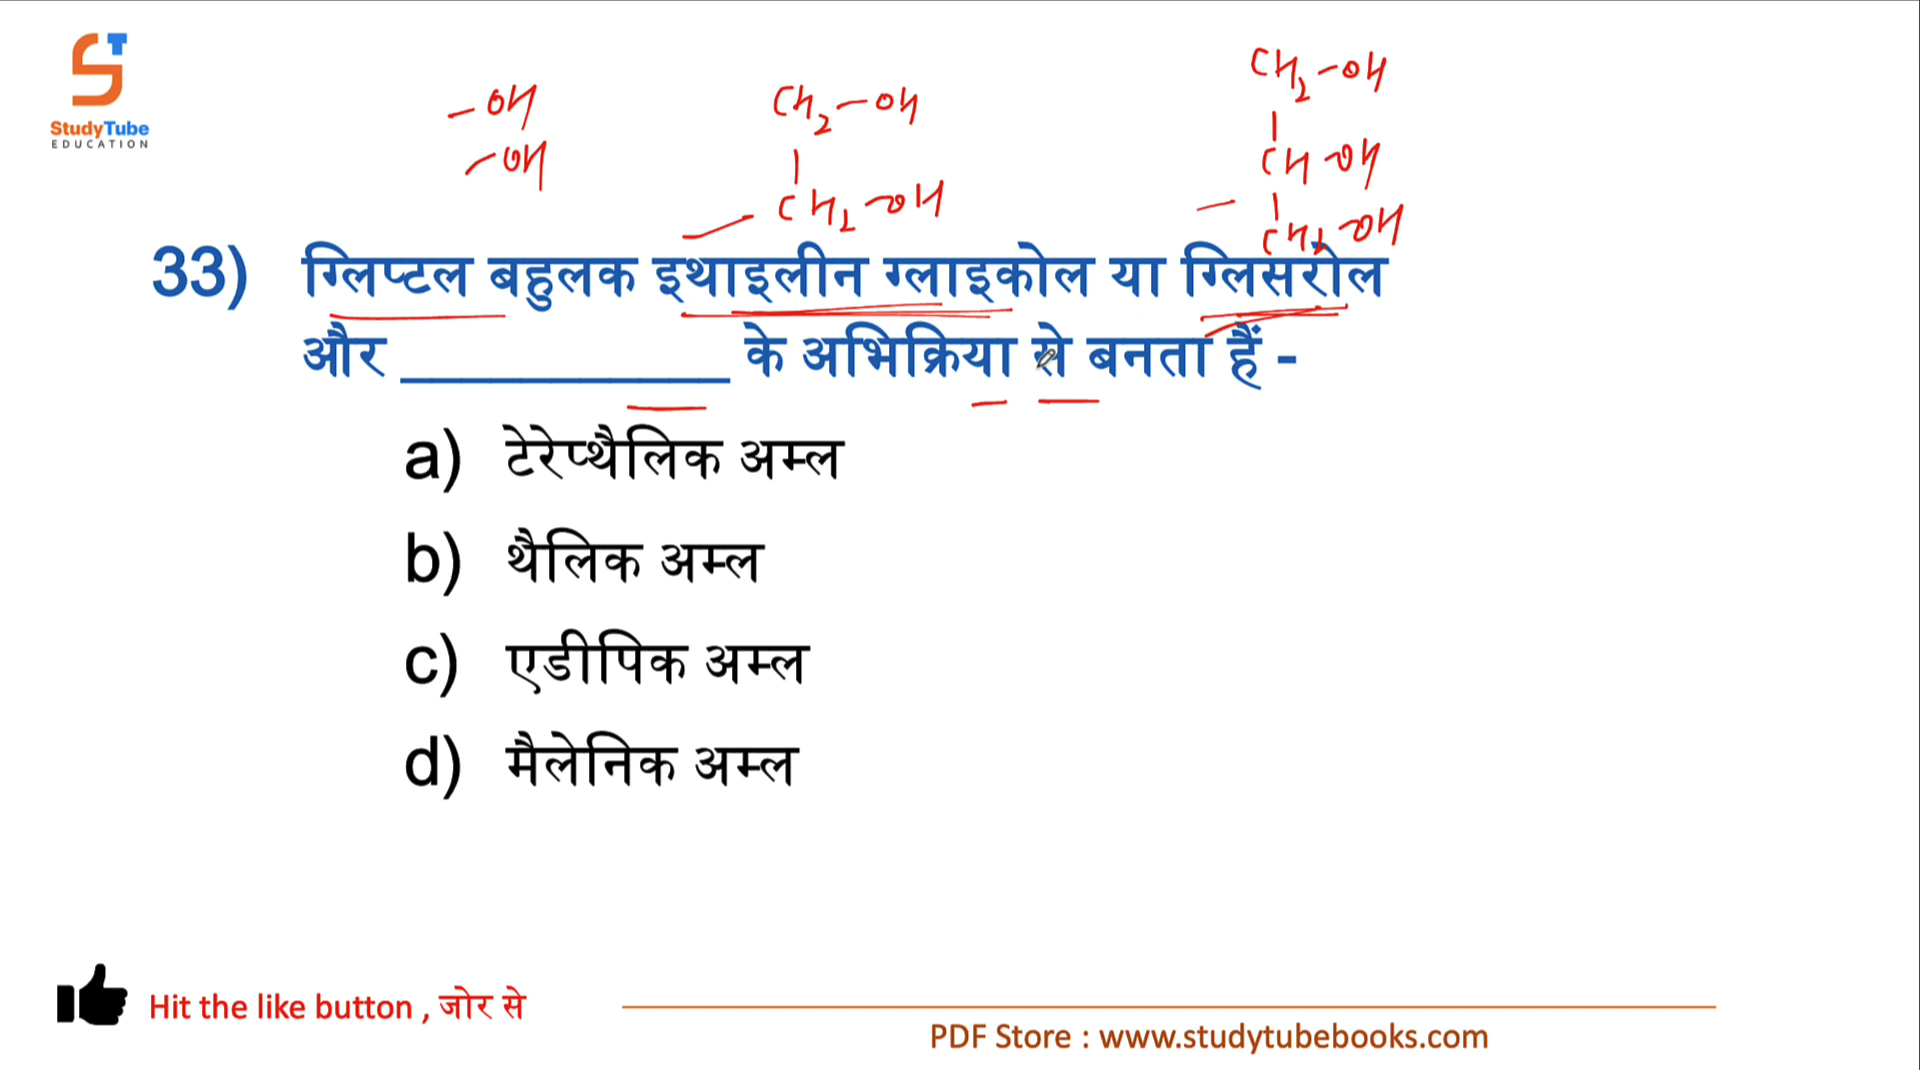 StudyTube
EDUCATION
-OH
-OH
CH2-OH
CH2-OH
CH2-OH
CH-OH
CH2-OH
33) ग्लिप्टल बहुलक इथाइलीन ग्लाइकोल या ग्लिसरोल
और ____________ के अभिक्रिया से बनता हैं -
a) टेरेप्थैलिक अम्ल
b) थैलिक अम्ल
c) एडीपिक अम्ल
d) मैलेनिक अम्ल
Hit the like button , जोर से
PDF Store : www.studytubebooks.com